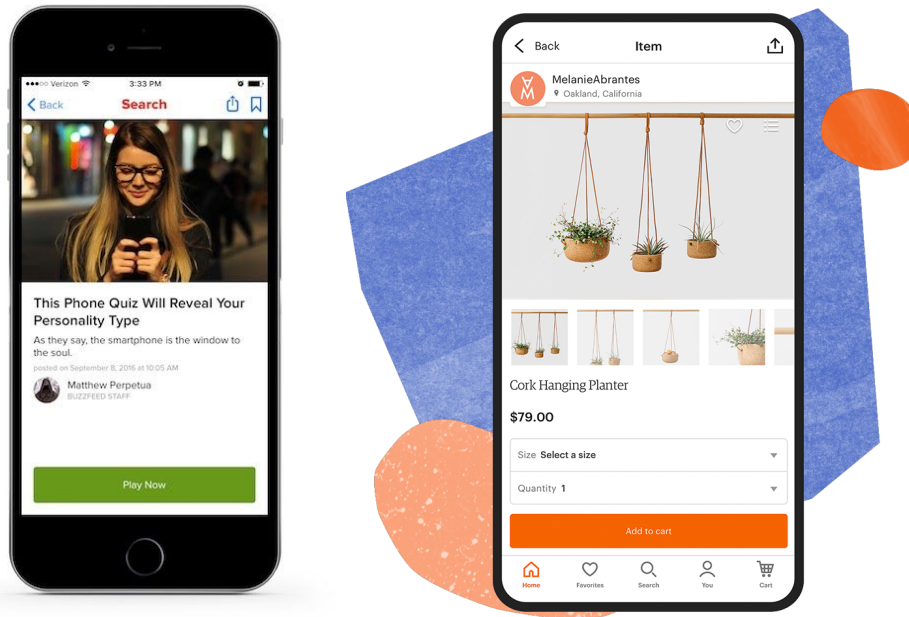 Verizon
3:33 PM
Back
Search
This Phone Quiz Will Reveal Your
Personality Type
As they say, the smartphone is the window to
the soul.
posted on September 8, 2016 at 10:05 AM
Matthew Perpetua
BUZZFEED STAFF
Play Now
Back
Item
MelanieAbrantes
Oakland, California
Cork Hanging Planter
$79.00
Size Select a size
Quantity 1
Add to cart
Home
Favorites
Search
You
Cart